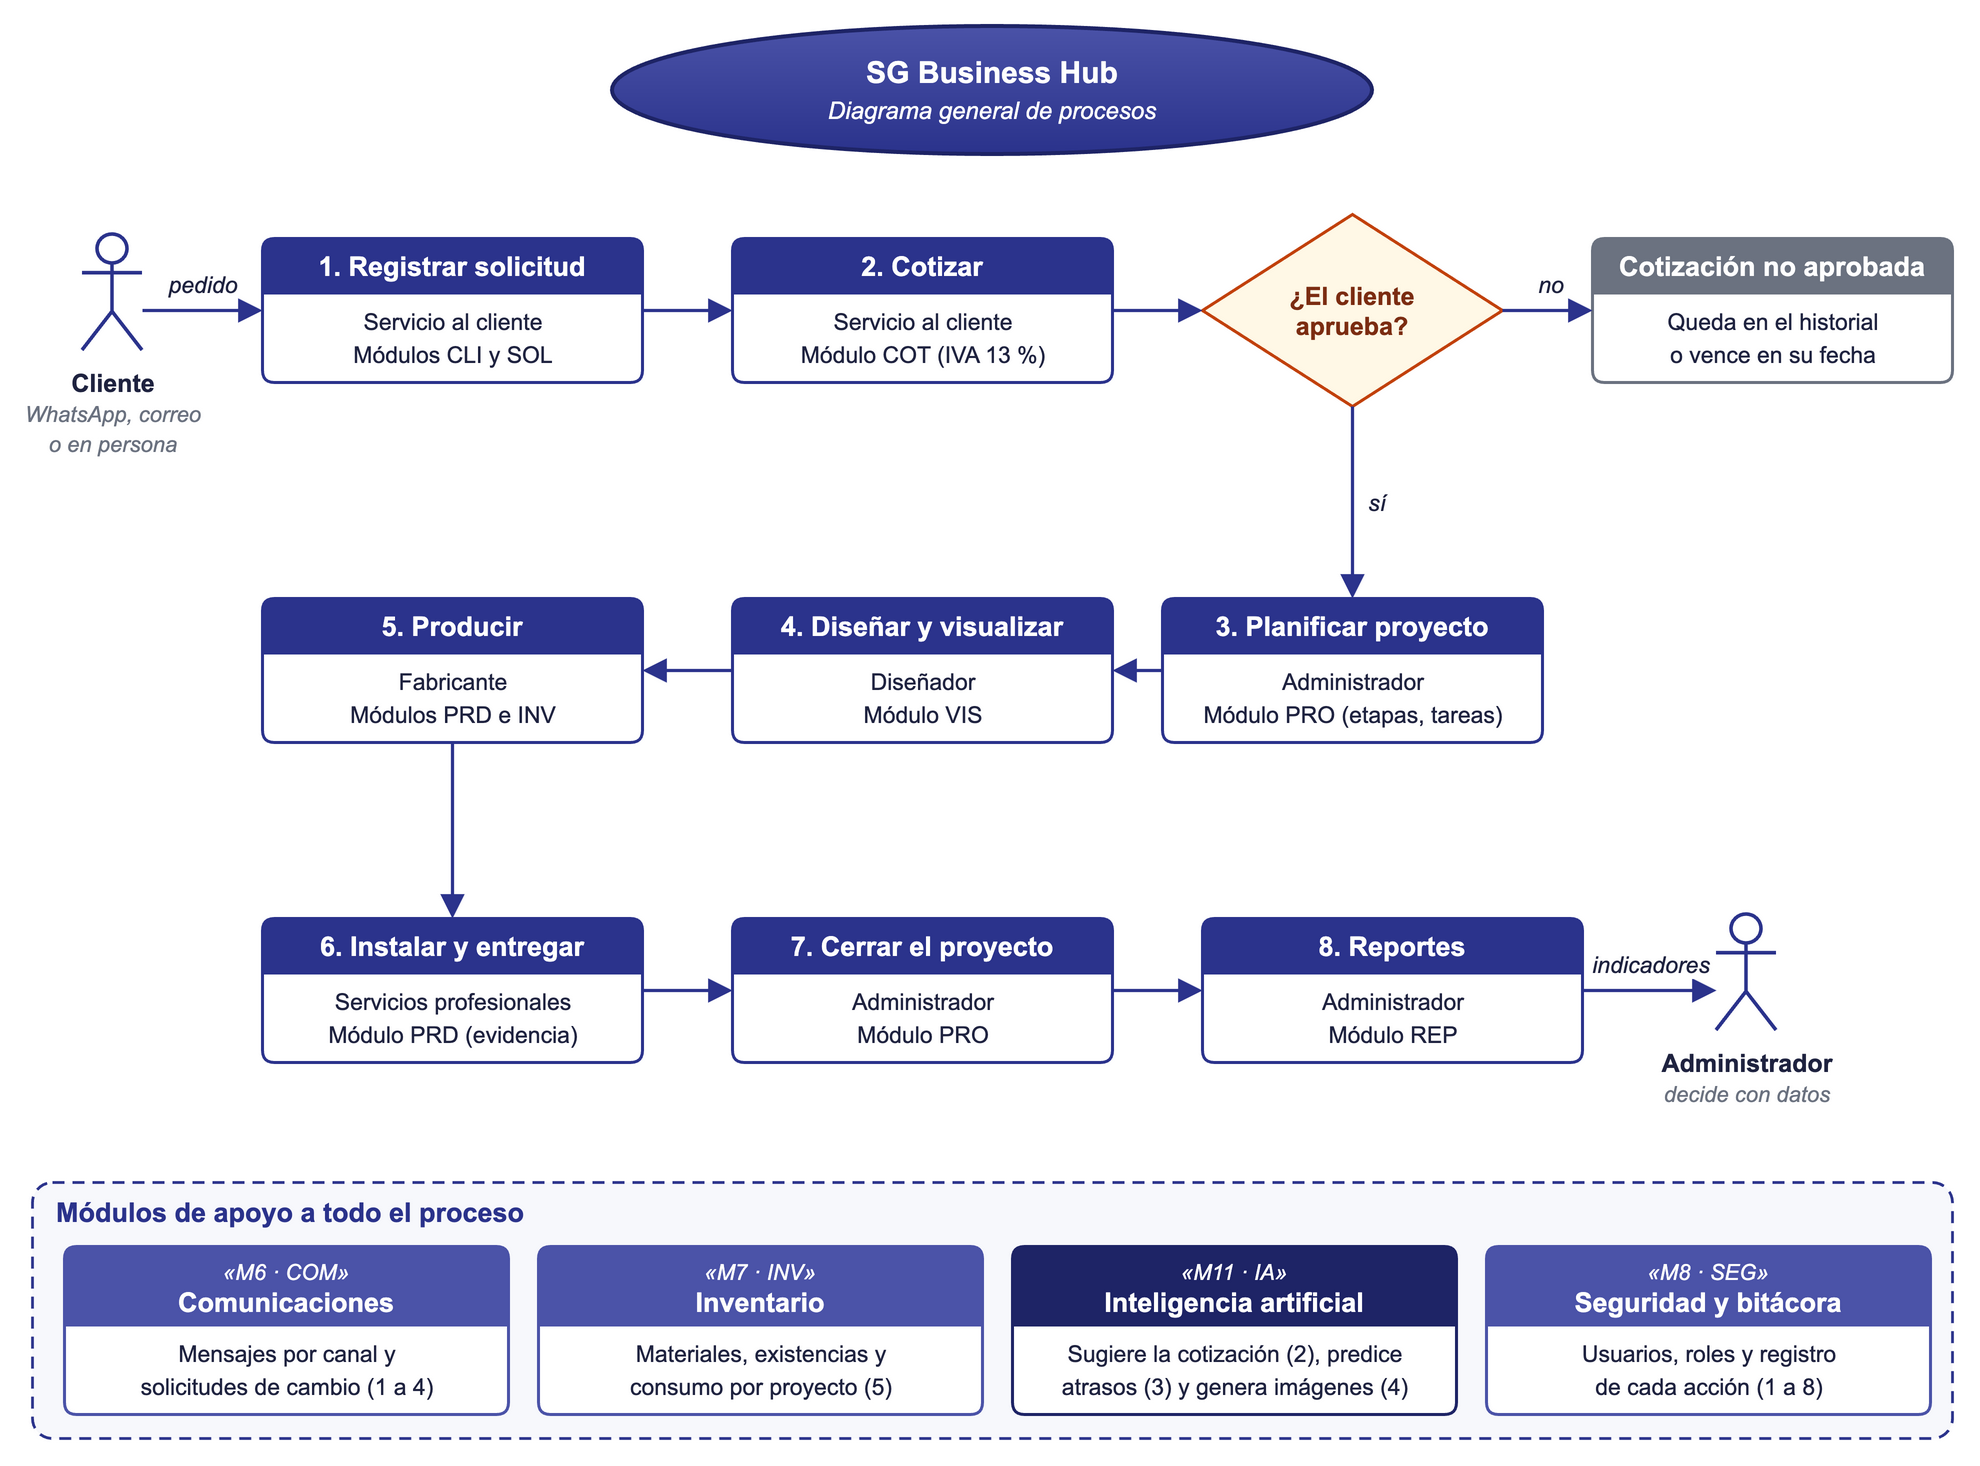 SG Business Hub
Diagrama general de procesos
Cliente
WhatsApp, correo
o en persona
pedido
1. Registrar solicitud
Servicio al cliente
Módulos CLI y SOL
2. Cotizar
Servicio al cliente
Módulo COT (IVA 13 %)
¿El cliente
aprueba?
no
Cotización no aprobada
Queda en el historial
o vence en su fecha
sí
3. Planificar proyecto
Administrador
Módulo PRO (etapas, tareas)
4. Diseñar y visualizar
Diseñador
Módulo VIS
5. Producir
Fabricante
Módulos PRD e INV
6. Instalar y entregar
Servicios profesionales
Módulo PRD (evidencia)
7. Cerrar el proyecto
Administrador
Módulo PRO
8. Reportes
Administrador
Módulo REP
indicadores
Administrador
decide con datos
Módulos de apoyo a todo el proceso
«M6 · COM»
Comunicaciones
Mensajes por canal y
solicitudes de cambio (1 a 4)
«M7 · INV»
Inventario
Materiales, existencias y
consumo por proyecto (5)
«M11 · IA»
Inteligencia artificial
Sugiere la cotización (2), predice
atrasos (3) y genera imágenes (4)
«M8 · SEG»
Seguridad y bitácora
Usuarios, roles y registro
de cada acción (1 a 8)